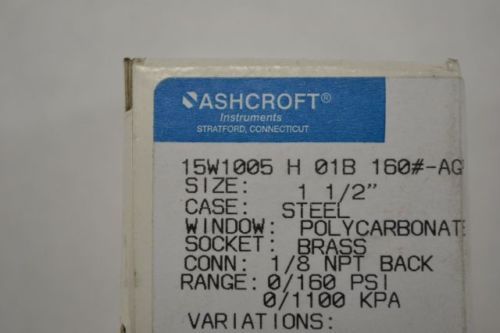 ASHCROFT®
Instruments
STRATFORD, CONNECTICUT
15W1005 H 01B 160#-AG
SIZE: 1 1/2"
CASE: STEEL
WINDOW: POLYCARBONATE
SOCKET: BRASS
CONN: 1/8 NPT BACK
RANGE: 0/160 PSI
0/1100 KPA
VARIATIONS: